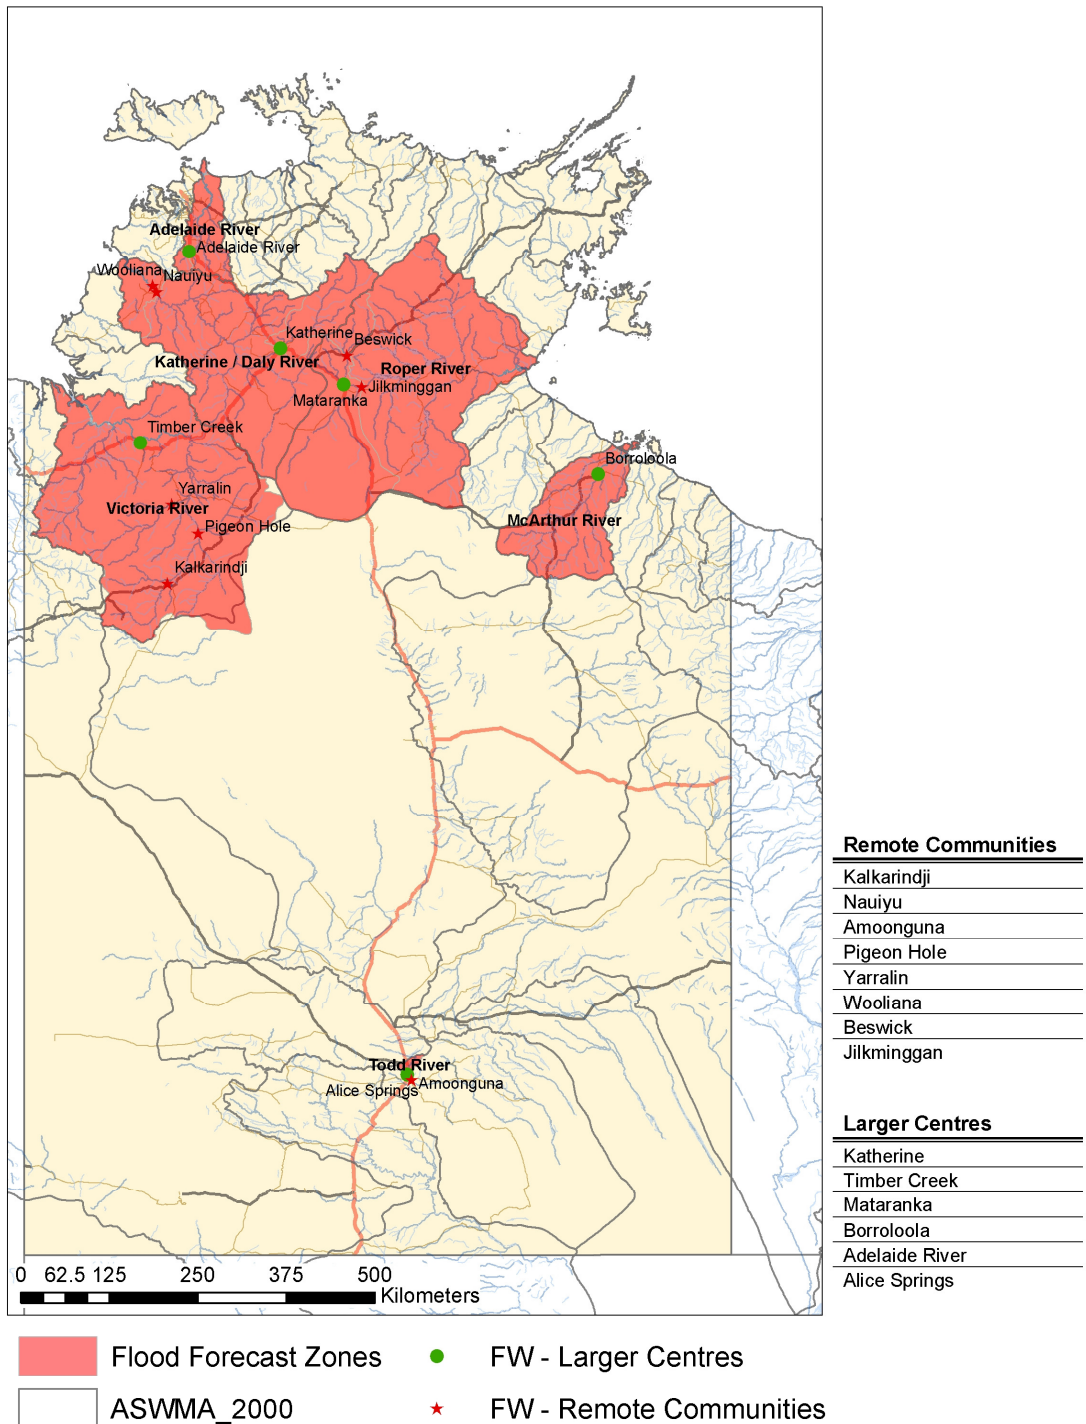 Adelaide River
Adelaide River
Wooliana
Nauiyu
Katherine
Beswick
Katherine / Daly River
Roper River
Jilkminggan
Mataranka
Timber Creek
Borroloola
Yarralin
Victoria River
McArthur River
Pigeon Hole
Kalkarindji
Remote Communities
Kalkarindji
Nauiyu
Amoonguna
Pigeon Hole
Yarralin
Wooliana
Beswick
Jilkminggan
Todd River
Amoonguna
Alice Springs
Larger Centres
Katherine
Timber Creek
Mataranka
Borroloola
Adelaide River
Alice Springs
0 62.5 125 250 375 500
Kilometers
Flood Forecast Zones
FW - Larger Centres
ASWMA_2000
FW - Remote Communities